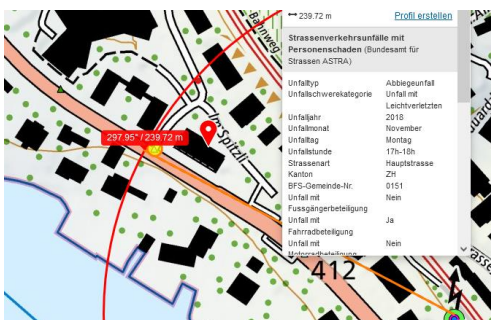 239.72 m Profil erstellen
Strassenverkehrsunfälle mit
Personenschaden (Bundesamt für
Strassen ASTRA)
Unfalltyp Abbiegeunfall
Unfallschwerekategorie Unfall mit
Leichtverletzten
Unfalljahr 2018
Unfallmonat November
Unfalltag Montag
Unfallstunde 17h-18h
Strassenart Hauptstrasse
Kanton ZH
BFS-Gemeinde-Nr. 0151
Unfall mit Nein
Fussgängerbeteiligung
Unfall mit Ja
Fahrradbeteiligung
Unfall mit Nein
Motorradbeteiligung
Bahnweg
Im Spitzli
297.95° / 239.72 m
412